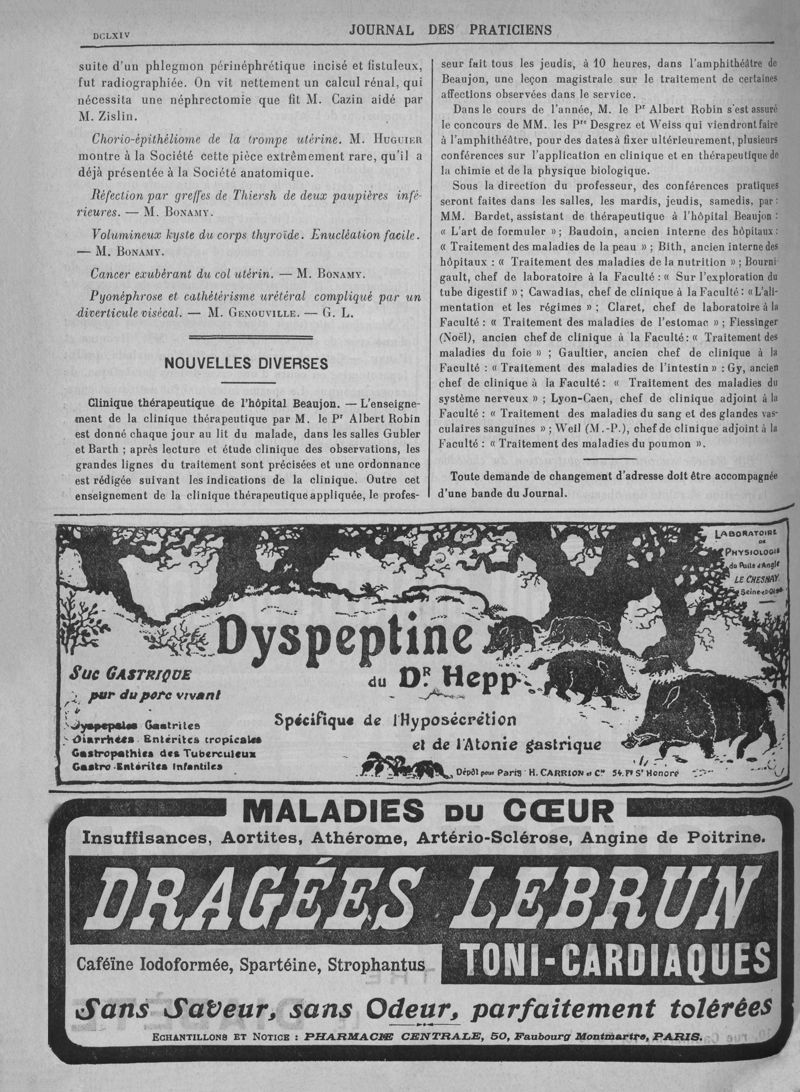 DCLXIV
JOURNAL DES PRATICIENS
suite d'un phlegmon périnéphrétique incisé et fistuleux,
fut radiographiée. On vit nettement un calcul rénal, qui
nécessita une néphrectomie que fit M. Cazin aidé par
M. Zislin.
Chorio-épithéliome de la trompe utérine. M. HUGUIER
montre à la Société cette pièce extrêmement rare, qu'il a
déjà présentée à la Société anatomique.
Réfection par greffes de Thiersh de deux paupières infé-
rieures. — M. BONAMY.
Volumineux kyste du corps thyroïde. Enucléation facile.
— M. BONAMY.
Cancer exubérant du col utérin. — M. BONAMY.
Pyonéphrose et cathétérisme urétéral compliqué par un
diverticule visécal. — M. GENOUVILLE. — G. L.
NOUVELLES DIVERSES
Clinique thérapeutique de l'hôpital Beaujon. — L'enseigne-
ment de la clinique thérapeutique par M. le Pr Albert Robin
est donné chaque jour au lit du malade, dans les salles Gubler
et Barth ; après lecture et étude clinique des observations, les
grandes lignes du traitement sont précisées et une ordonnance
est rédigée suivant les indications de la clinique. Outre cet
enseignement de la clinique thérapeutique appliquée, le profes-
seur fait tous les jeudis, à 10 heures, dans l'amphithéâtre de
Beaujon, une leçon magistrale sur le traitement de certaines
affections observées dans le service.
Dans le cours de l'année, M. le Pr Albert Robin s'est assuré
le concours de MM. les Prs Desgrez et Weiss qui viendront faire
à l'amphithéâtre, pour des dates à fixer ultérieurement, plusieurs
conférences sur l'application en clinique et en thérapeutique de
la chimie et de la physique biologique.
Sous la direction du professeur, des conférences pratiques
seront faites dans les salles, les mardis, jeudis, samedis, par :
MM. Bardet, assistant de thérapeutique à l'hôpital Beaujon :
« L'art de formuler » ; Baudoin, ancien interne des hôpitaux :
« Traitement des maladies de la peau » ; Bith, ancien interne des
hôpitaux : « Traitement des maladies de la nutrition » ; Bourni-
gault, chef de laboratoire à la Faculté : « Sur l'exploration du
tube digestif » ; Cawadias, chef de clinique à la Faculté : « L'ali-
mentation et les régimes » ; Claret, chef de laboratoire à la
Faculté : « Traitement des maladies de l'estomac » ; Fiessinger
(Noël), ancien chef de clinique à la Faculté : « Traitement des
maladies du foie » ; Gaultier, ancien chef de clinique à la
Faculté : « Traitement des maladies de l'intestin » ; Gy, ancien
chef de clinique à la Faculté : « Traitement des maladies du
système nerveux » ; Lyon-Caen, chef de clinique adjoint à la
Faculté : « Traitement des maladies du sang et des glandes vas-
culaires sanguines » ; Weil (M.-P.), chef de clinique adjoint à la
Faculté : « Traitement des maladies du poumon ».
Toute demande de changement d'adresse doit être accompagnée
d'une bande du Journal.
LABORATOIRE
DE
PHYSIOLOGIE
du Puits d'Angle
LE CHESNAY
Seine et Oise
Dyspeptine
du DR Hepp
SUC GASTRIQUE
pur du porc vivant
Dyspepsies Gastrites
Diarrhées. Entérites tropicales
Gastropathies des Tuberculeux
Gastro-Entérites Infantiles
Spécifique de l'Hyposécrétion
et de l'Atonie gastrique
Dépôt pour Paris H. CARRION et Cie 54. Fg St Honoré
MALADIES DU CŒUR
Insuffisances, Aortites, Athérome, Artério-Sclérose, Angine de Poitrine.
DRAGÉES LEBRUN
Caféïne Iodoformée, Spartéine, Strophantus
TONI-CARDIAQUES
Sans Saveur, sans Odeur, parfaitement tolérées
ECHANTILLONS ET NOTICE : PHARMACIE CENTRALE, 50, Faubourg Montmartre, PARIS.